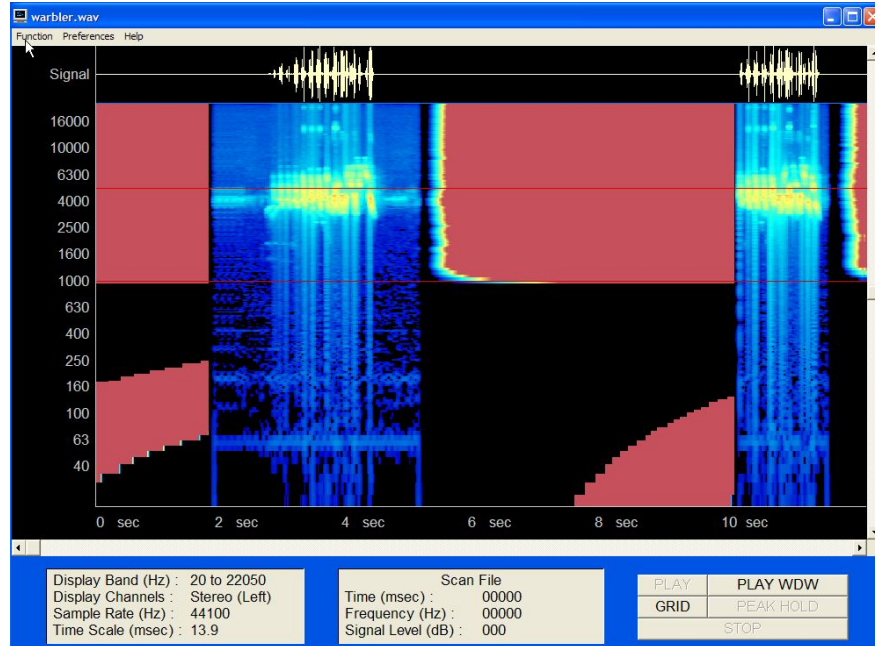 warbler.wav
Function Preferences Help
Signal
16000
10000
6300
4000
2500
1600
1000
630
400
250
160
100
63
40
0 sec 2 sec 4 sec 6 sec 8 sec 10 sec
Display Band (Hz) : 20 to 22050
Display Channels : Stereo (Left)
Sample Rate (Hz) : 44100
Time Scale (msec) : 13.9
Scan File
Time (msec) : 00000
Frequency (Hz) : 00000
Signal Level (dB) : 000
PLAY PLAY WDW
GRID PEAK HOLD
STOP